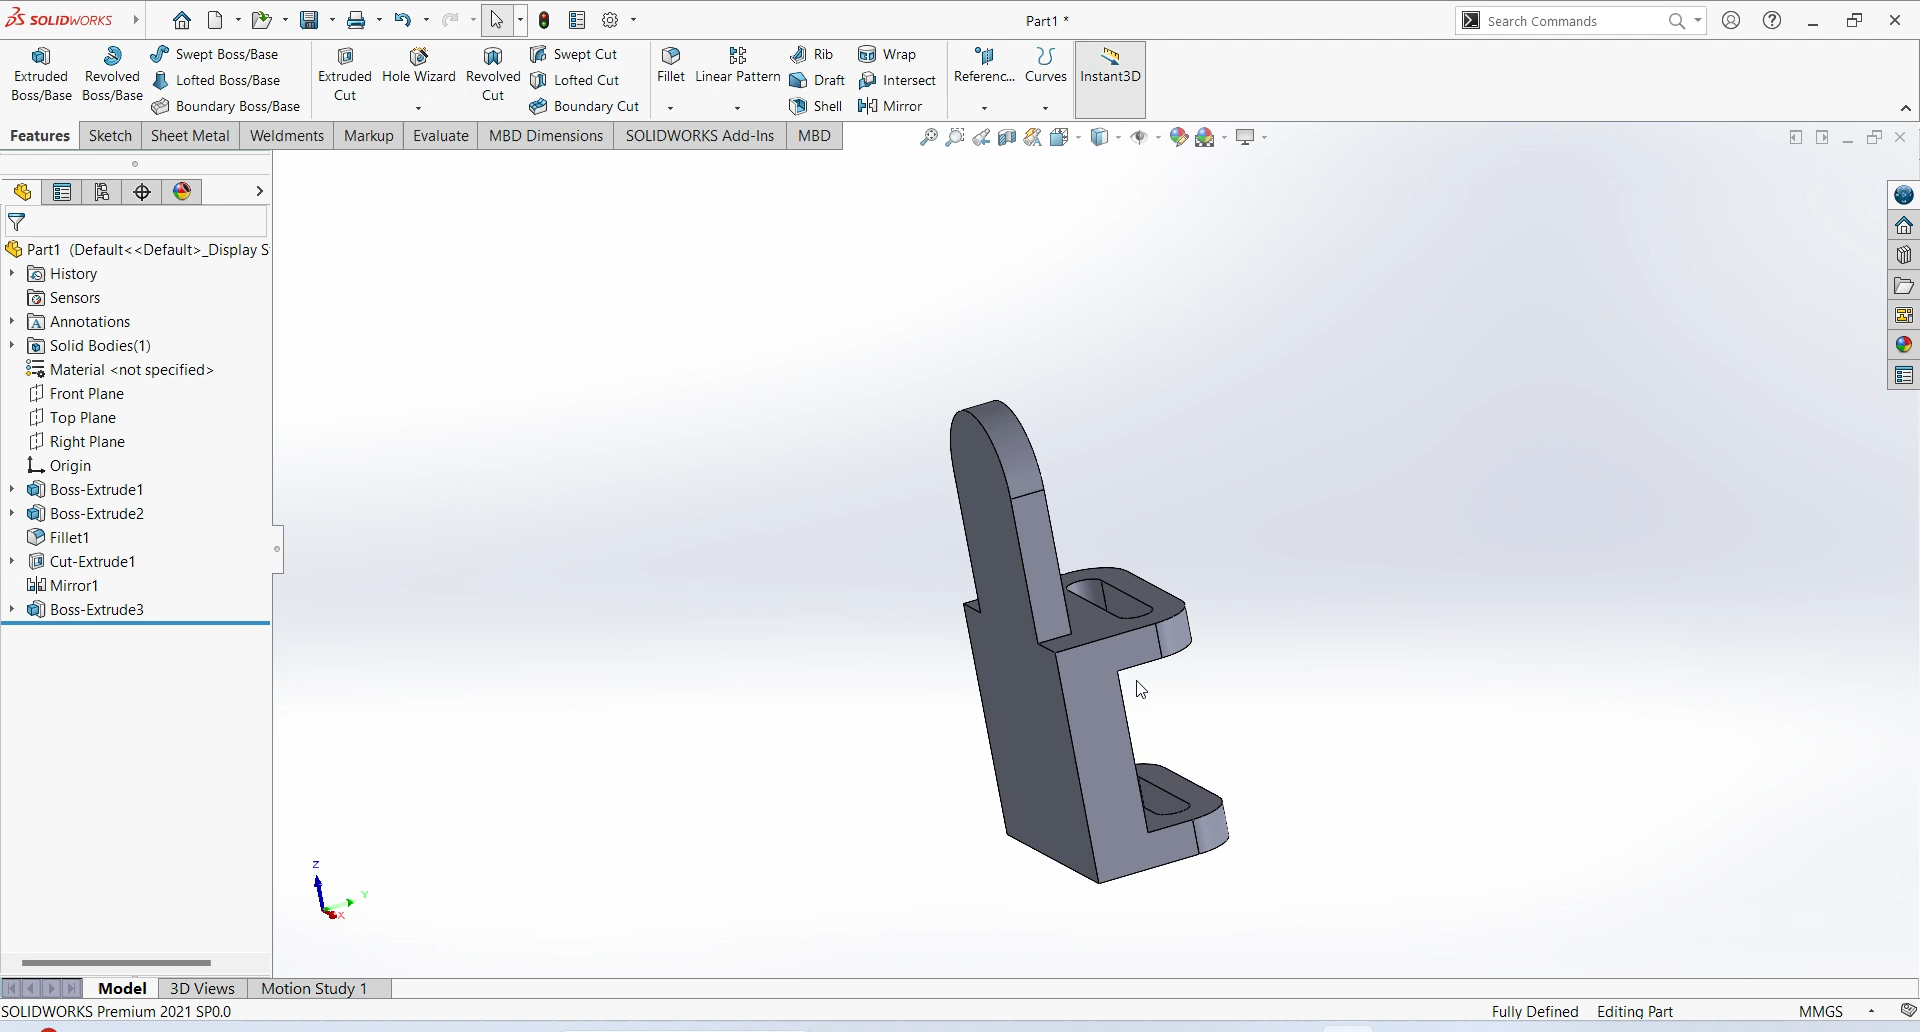 SOLIDWORKS
Part1 *
Search Commands
Extruded Boss/Base
Revolved Boss/Base
Swept Boss/Base
Lofted Boss/Base
Boundary Boss/Base
Extruded Cut
Hole Wizard
Revolved Cut
Swept Cut
Lofted Cut
Boundary Cut
Fillet
Linear Pattern
Rib
Draft
Shell
Wrap
Intersect
Mirror
Referenc...
Curves
Instant3D
Features
Sketch
Sheet Metal
Weldments
Markup
Evaluate
MBD Dimensions
SOLIDWORKS Add-Ins
MBD
Part1 (Default<<Default>_Display S
History
Sensors
Annotations
Solid Bodies(1)
Material <not specified>
Front Plane
Top Plane
Right Plane
Origin
Boss-Extrude1
Boss-Extrude2
Fillet1
Cut-Extrude1
Mirror1
Boss-Extrude3
Z
Y
X
Model
3D Views
Motion Study 1
SOLIDWORKS Premium 2021 SP0.0
Fully Defined
Editing Part
MMGS